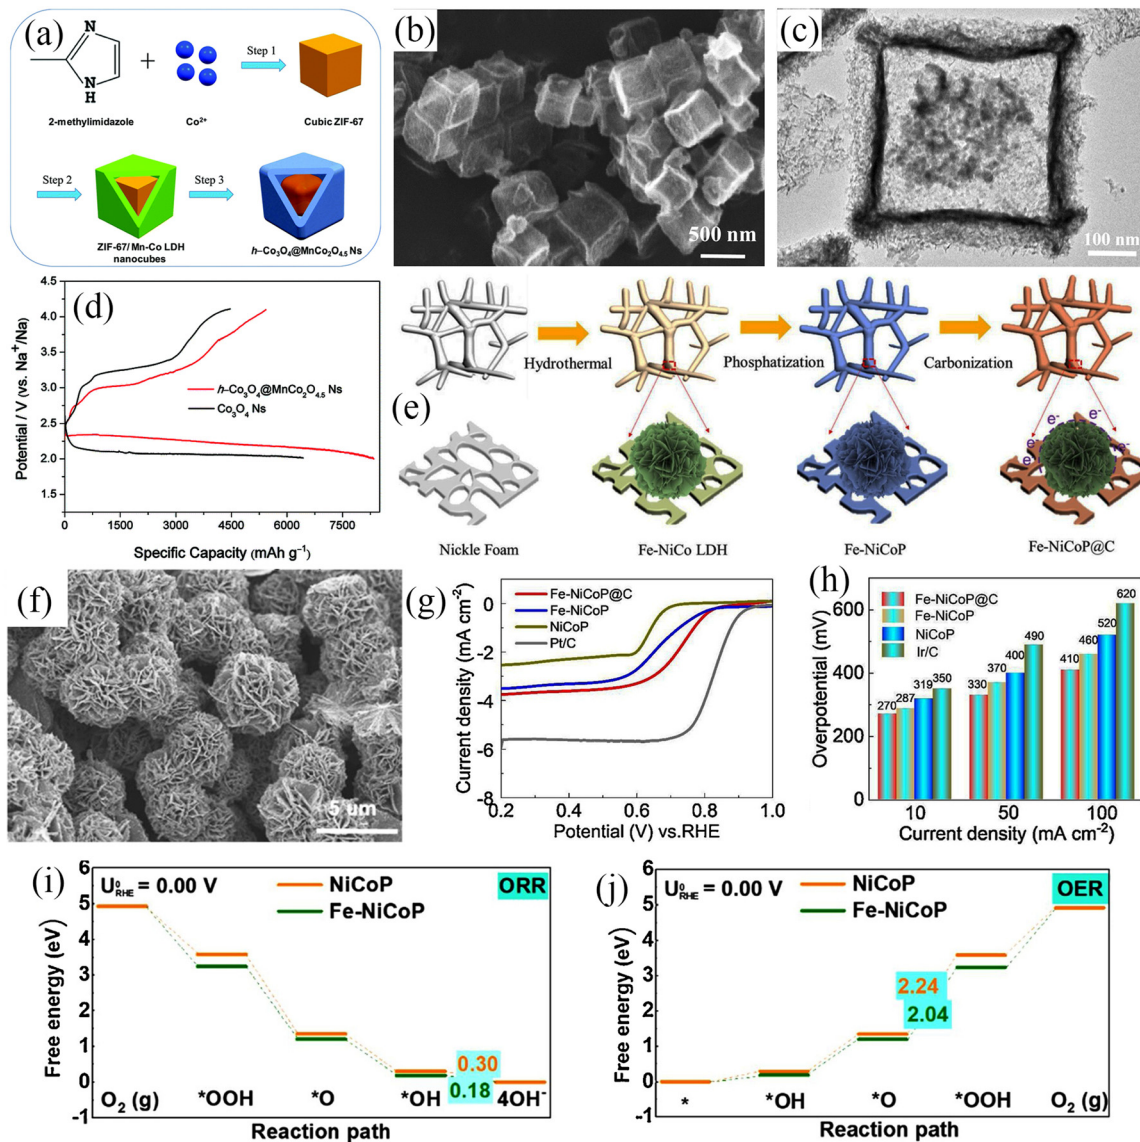 (a)
N
N
H
+
Step 1
2-methylimidazole
Co²⁺
Cubic ZIF-67
Step 2
Step 3
ZIF-67/ Mn-Co LDH
nanocubes
h–Co₃O₄@MnCo₂O₄.₅ Ns
(b)
500 nm
(c)
100 nm
(d)
Potential / V (vs. Na⁺/Na)
4.5
4.0
3.5
3.0
2.5
2.0
1.5
h–Co₃O₄@MnCo₂O₄.₅ Ns
Co₃O₄ Ns
0 1500 3000 4500 6000 7500
Specific Capacity (mAh g⁻¹)
(e)
Hydrothermal
Phosphatization
Carbonization
e⁻
e⁻
e⁻
e⁻
Nickle Foam
Fe-NiCo LDH
Fe-NiCoP
Fe-NiCoP@C
(f)
5 um
(g)
Current density (mA cm⁻²)
0
-2
-4
-6
-8
Fe-NiCoP@C
Fe-NiCoP
NiCoP
Pt/C
0.2 0.4 0.6 0.8 1.0
Potential (V) vs.RHE
(h)
Overpotential (mV)
600
400
200
0
Fe-NiCoP@C
Fe-NiCoP
NiCoP
Ir/C
270 287 319 350
330 370 400 490
410 460 520 620
10 50 100
Current density (mA cm⁻²)
(i)
Free energy (eV)
6
5
4
3
2
1
0
-1
U⁰RHE = 0.00 V
NiCoP
Fe-NiCoP
ORR
0.30
0.18
O₂ (g) *OOH *O *OH 4OH⁻
Reaction path
(j)
Free energy (eV)
6
5
4
3
2
1
0
-1
U⁰RHE = 0.00 V
NiCoP
Fe-NiCoP
OER
2.24
2.04
* *OH *O *OOH O₂ (g)
Reaction path